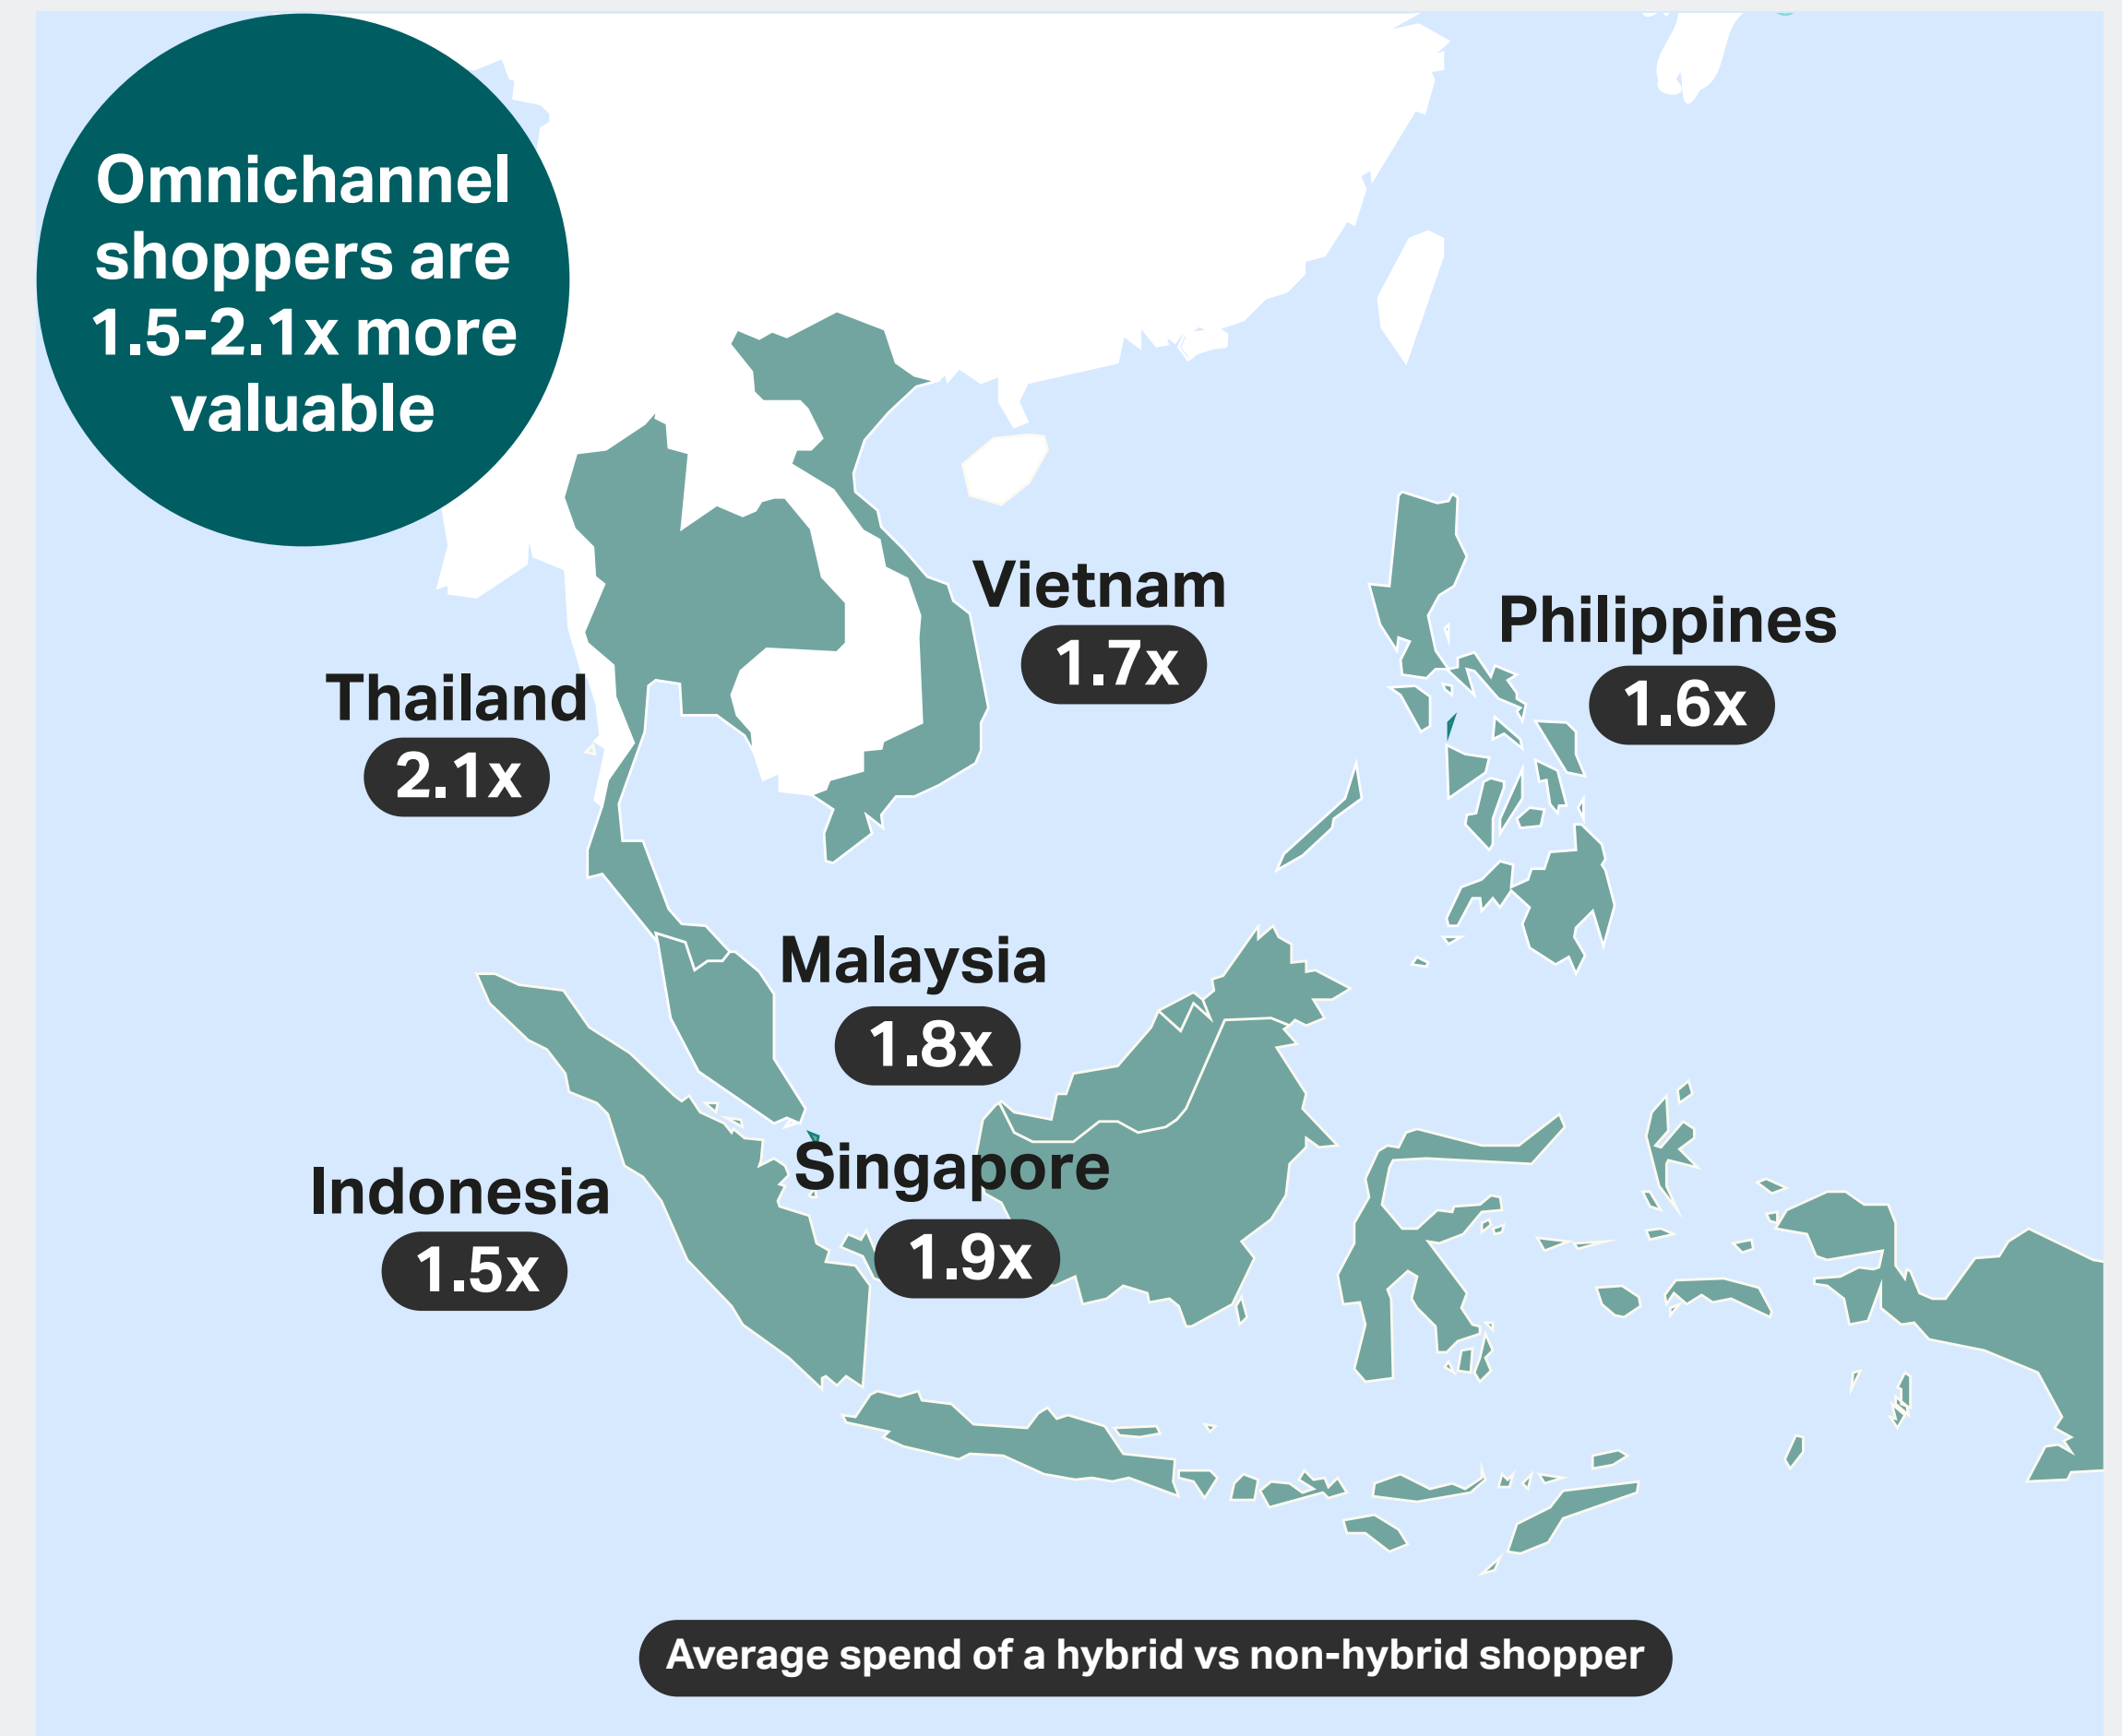 Omnichannel
shoppers are
1.5-2.1x more
valuable
Vietnam
1.7x
Philippines
1.6x
Thailand
2.1x
Malaysia
1.8x
Singapore
1.9x
Indonesia
1.5x
Average spend of a hybrid vs non-hybrid shopper